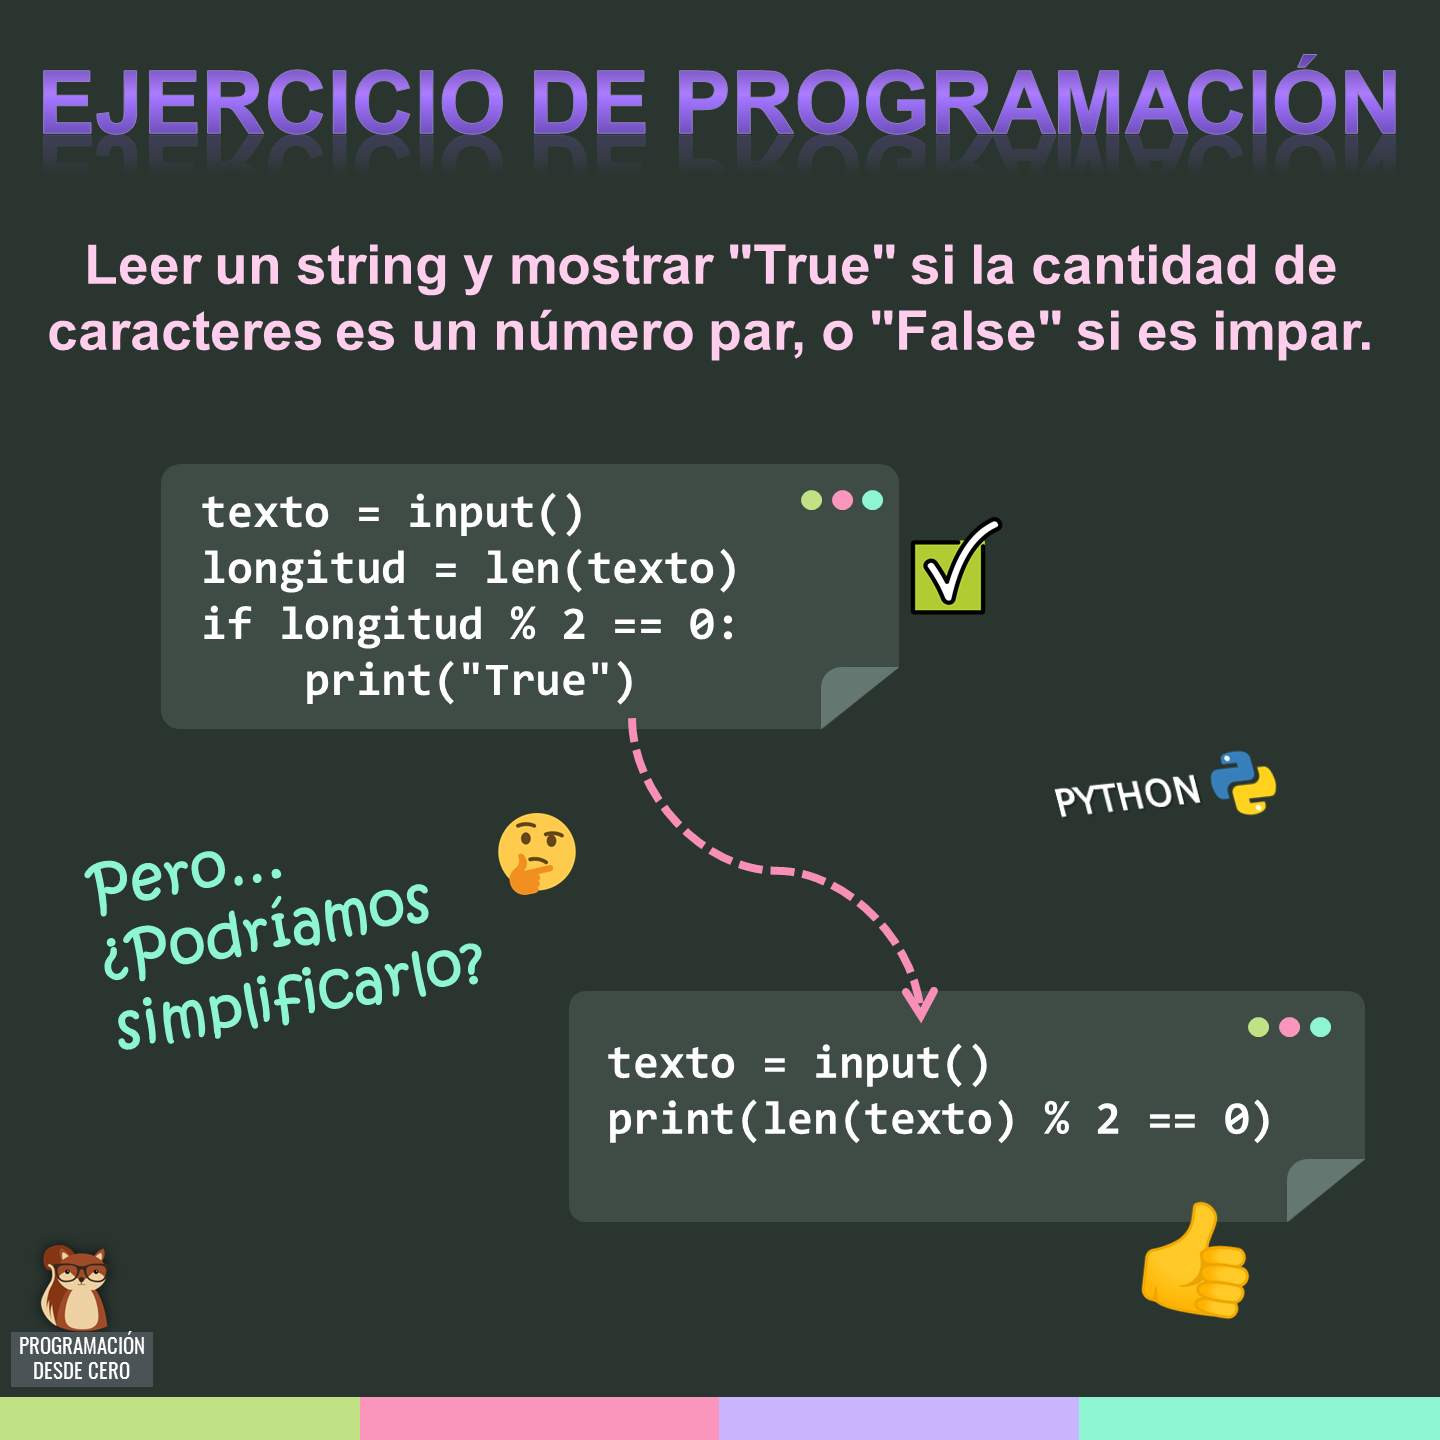 EJERCICIO DE PROGRAMACIÓN
Leer un string y mostrar "True" si la cantidad de
caracteres es un número par, o "False" si es impar.
texto = input()
longitud = len(texto)
if longitud % 2 == 0:
    print("True")
PYTHON
Pero...
¿Podríamos
simplificarlo?
texto = input()
print(len(texto) % 2 == 0)
PROGRAMACIÓN
DESDE CERO